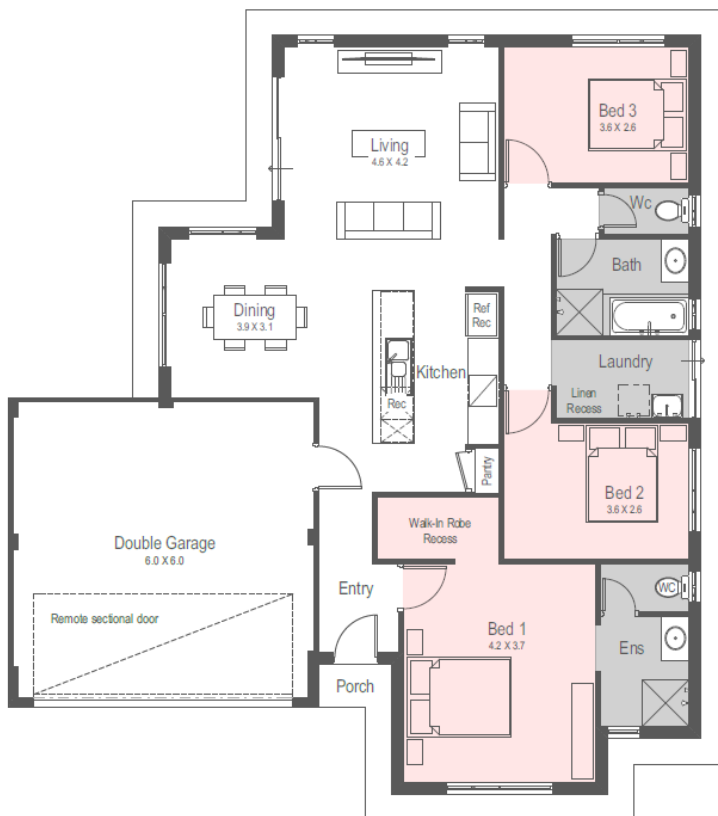 Bed 3
3.6 X 2.6
Living
4.6 X 4.2
Wc
Bath
Dining
3.9 X 3.1
Ref
Rec
Kitchen
Laundry
Linen
Recess
Rec
Pantry
Bed 2
3.6 X 2.6
Walk-In Robe
Recess
Double Garage
6.0 X 6.0
Remote sectional door
Entry
WC
Bed 1
4.2 X 3.7
Ens
Porch